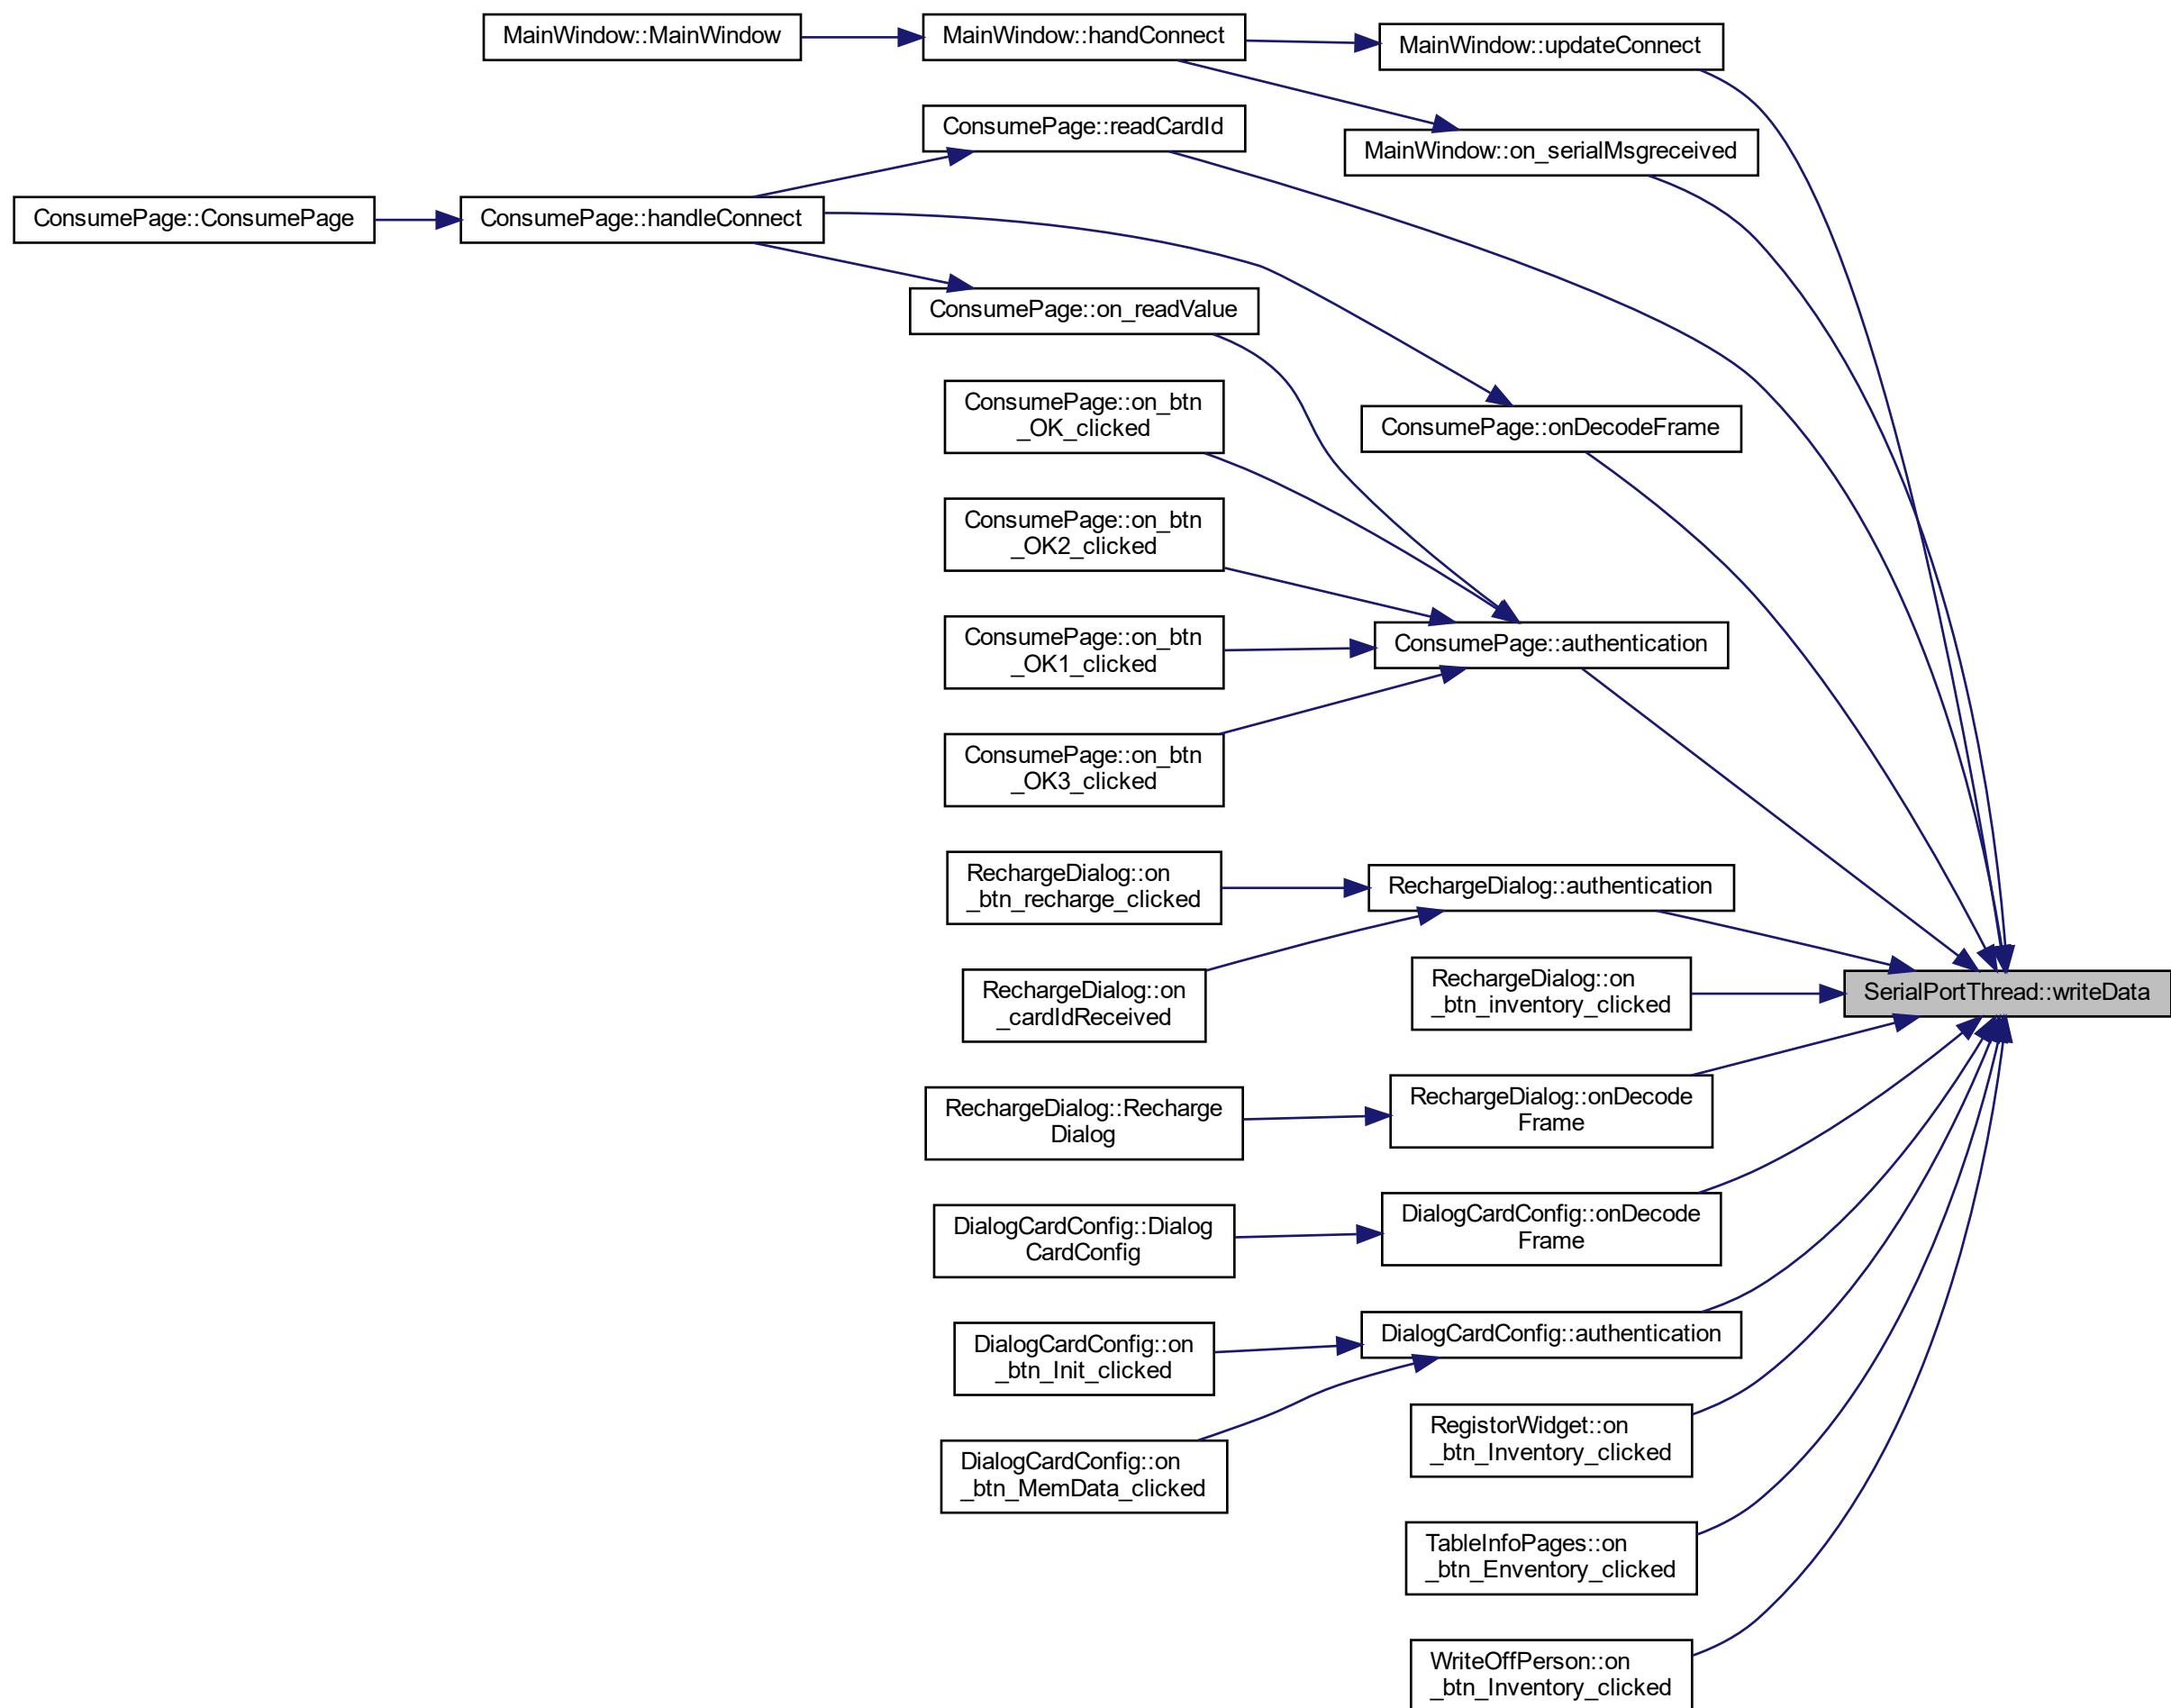 MainWindow::MainWindow
MainWindow::handConnect
MainWindow::updateConnect
ConsumePage::readCardId
MainWindow::on_serialMsgreceived
ConsumePage::ConsumePage
ConsumePage::handleConnect
ConsumePage::on_readValue
ConsumePage::on_btn
_OK_clicked
ConsumePage::onDecodeFrame
ConsumePage::on_btn
_OK2_clicked
ConsumePage::on_btn
_OK1_clicked
ConsumePage::authentication
ConsumePage::on_btn
_OK3_clicked
RechargeDialog::on
_btn_recharge_clicked
RechargeDialog::authentication
RechargeDialog::on
_cardIdReceived
RechargeDialog::on
_btn_inventory_clicked
SerialPortThread::writeData
RechargeDialog::Recharge
Dialog
RechargeDialog::onDecode
Frame
DialogCardConfig::Dialog
CardConfig
DialogCardConfig::onDecode
Frame
DialogCardConfig::on
_btn_Init_clicked
DialogCardConfig::authentication
DialogCardConfig::on
_btn_MemData_clicked
RegistorWidget::on
_btn_Inventory_clicked
TableInfoPages::on
_btn_Enventory_clicked
WriteOffPerson::on
_btn_Inventory_clicked